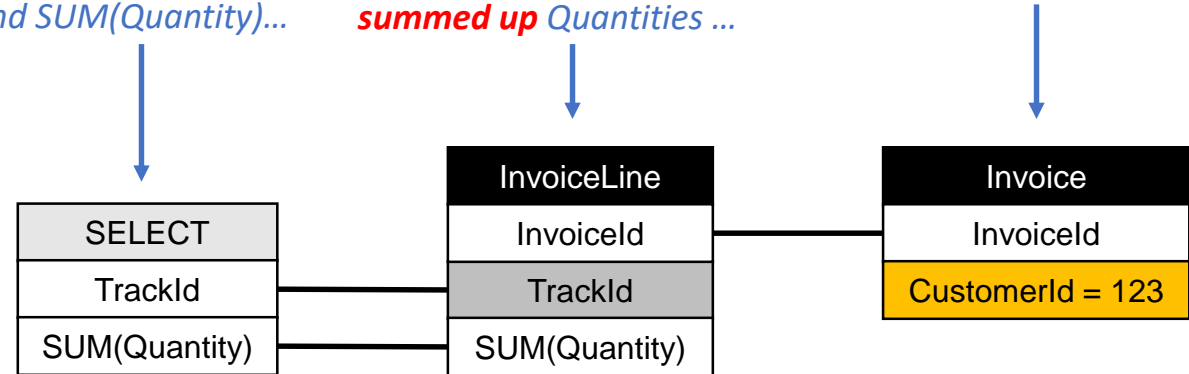 nd SUM(Quantity)…
summed up Quantities …
SELECT
TrackId
SUM(Quantity)
InvoiceLine
InvoiceId
TrackId
SUM(Quantity)
Invoice
InvoiceId
CustomerId = 123